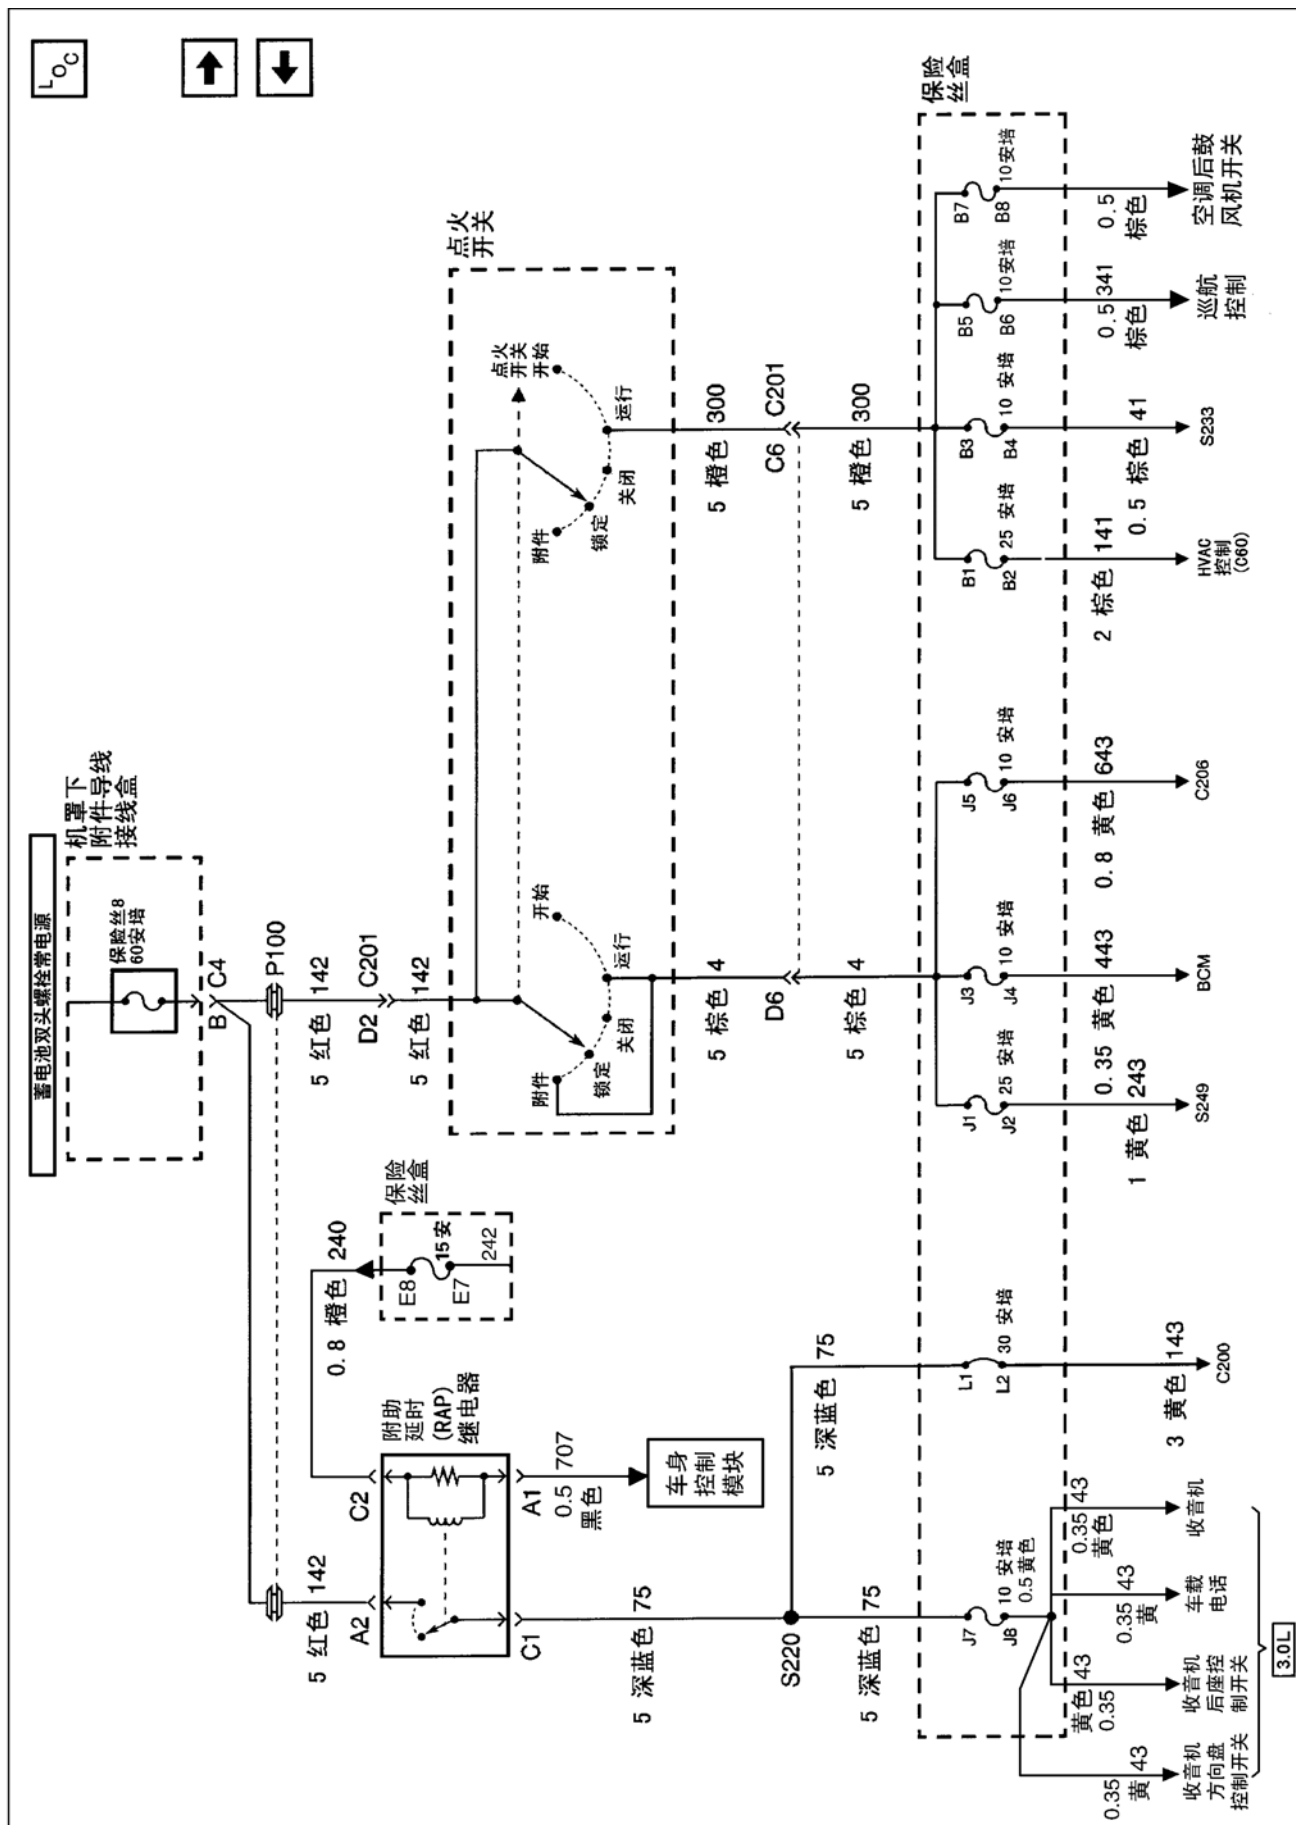 LOC
蓄电池双头螺栓常电源
机罩下
附件导线
接线盒
保险丝8
60安培
B C4
P100
5 红色 142
D2 C201
5 红色 142
5 红色 142
点火
开关
附件
锁定
关闭
运行
开始
附件
锁定
关闭
运行
点火
开关
开始
附助
延时
(RAP)
继电器
A2
C2
C1
A1
0.8 橙色 240
保险
丝盒
E8
15安
E7
242
0.5 707
黑色
车身
控制
模块
5 深蓝色 75
S220
5 深蓝色 75
5 深蓝色 75
5 棕色 4
D6
5 棕色 4
5 橙色 300
C6 C201
5 橙色 300
保险
丝盒
J7
J8
10 安培
0.5黄色
L1
L2
30 安培
J1
J2
25 安培
J3
J4
10 安培
J5
J6
10 安培
B1
B2
25 安培
B3
B4
10 安培
B5
B6
10安培
B7
B8
10安培
0.35 43
黄
收音机
方向盘
控制开关
黄色 43
0.35
收音机
后座控
制开关
0.35 43
黄
车载
电话
0.35 43
黄色
收音机
3.0L
3 黄色 143
C200
1 黄色 243
S249
0.35 黄色 443
BCM
0.8 黄色 643
C206
2 棕色 141
HVAC
控制
(C60)
0.5 棕色 41
S233
0.5 341
棕色
巡航
控制
0.5
棕色
空调后鼓
风机开关